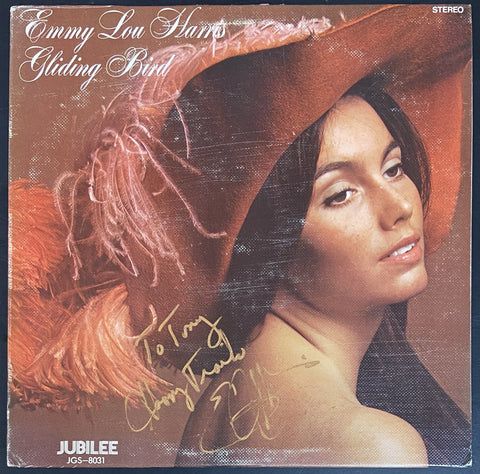 Emmy Lou Harris
Gliding Bird
STEREO
To Tony
JUBILEE
JGS-8031